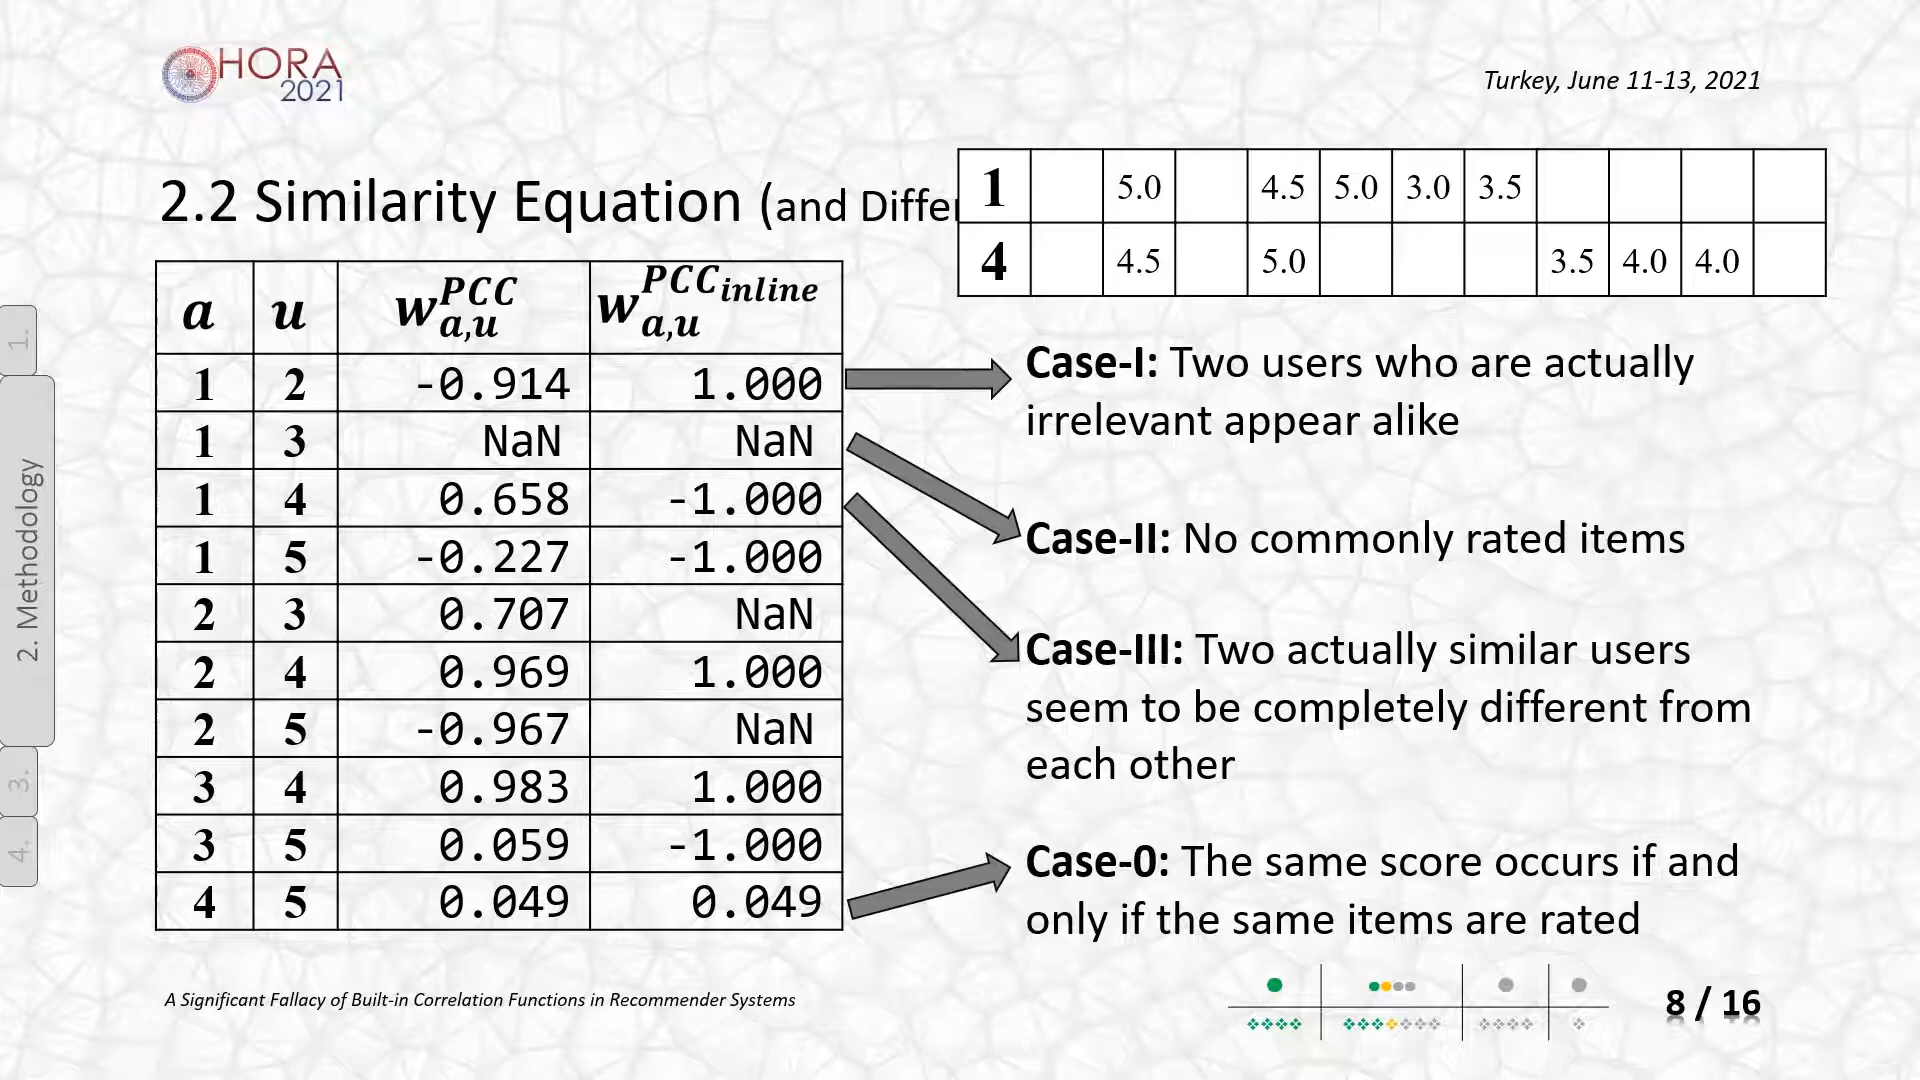 HORA
2021
Turkey, June 11-13, 2021
2.2 Similarity Equation (and Differ
1 5.0 4.5 5.0 3.0 3.5
4 4.5 5.0 3.5 4.0 4.0
a u w_{a,u}^{PCC} w_{a,u}^{PCC_{inline}}
1 2 -0.914 1.000
1 3 NaN NaN
1 4 0.658 -1.000
1 5 -0.227 -1.000
2 3 0.707 NaN
2 4 0.969 1.000
2 5 -0.967 NaN
3 4 0.983 1.000
3 5 0.059 -1.000
4 5 0.049 0.049
Case-I: Two users who are actually
irrelevant appear alike
Case-II: No commonly rated items
Case-III: Two actually similar users
seem to be completely different from
each other
Case-0: The same score occurs if and
only if the same items are rated
1.
2. Methodology
3.
4.
A Significant Fallacy of Built-in Correlation Functions in Recommender Systems
8 / 16